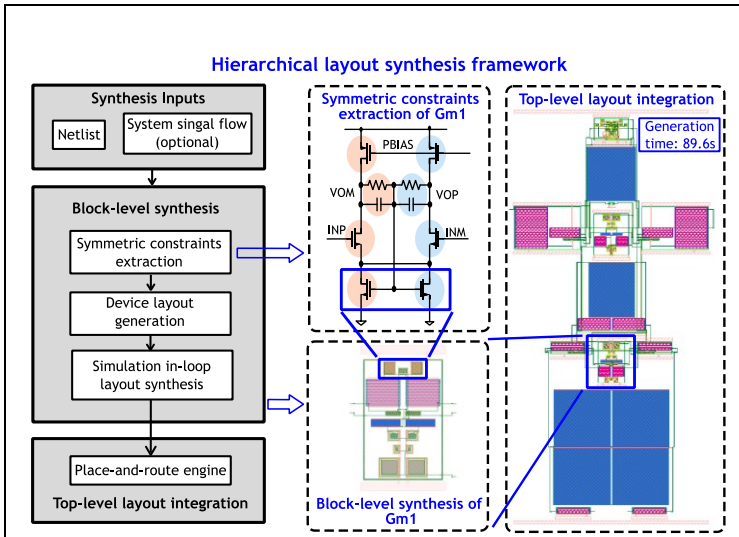 Hierarchical layout synthesis framework
Synthesis Inputs
Netlist
System singal flow
(optional)
Block-level synthesis
Symmetric constraints
extraction
Device layout
generation
Simulation in-loop
layout synthesis
Place-and-route engine
Top-level layout integration
Symmetric constraints
extraction of Gm1
PBIAS
VOM
VOP
INP
INM
Block-level synthesis of
Gm1
Top-level layout integration
Generation
time: 89.6s